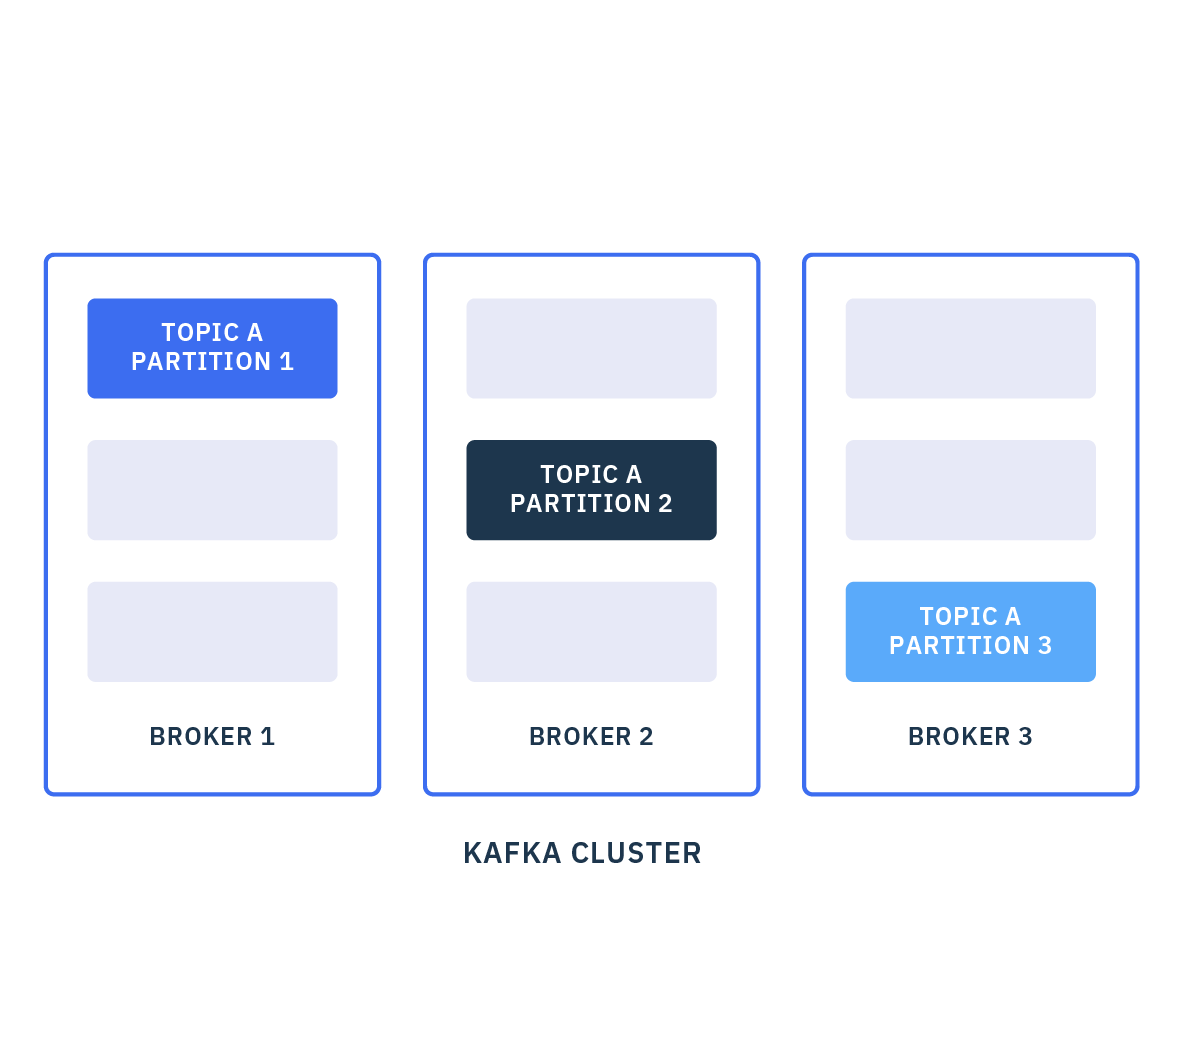 TOPIC A
PARTITION 1
TOPIC A
PARTITION 2
TOPIC A
PARTITION 3
BROKER 1
BROKER 2
BROKER 3
KAFKA CLUSTER